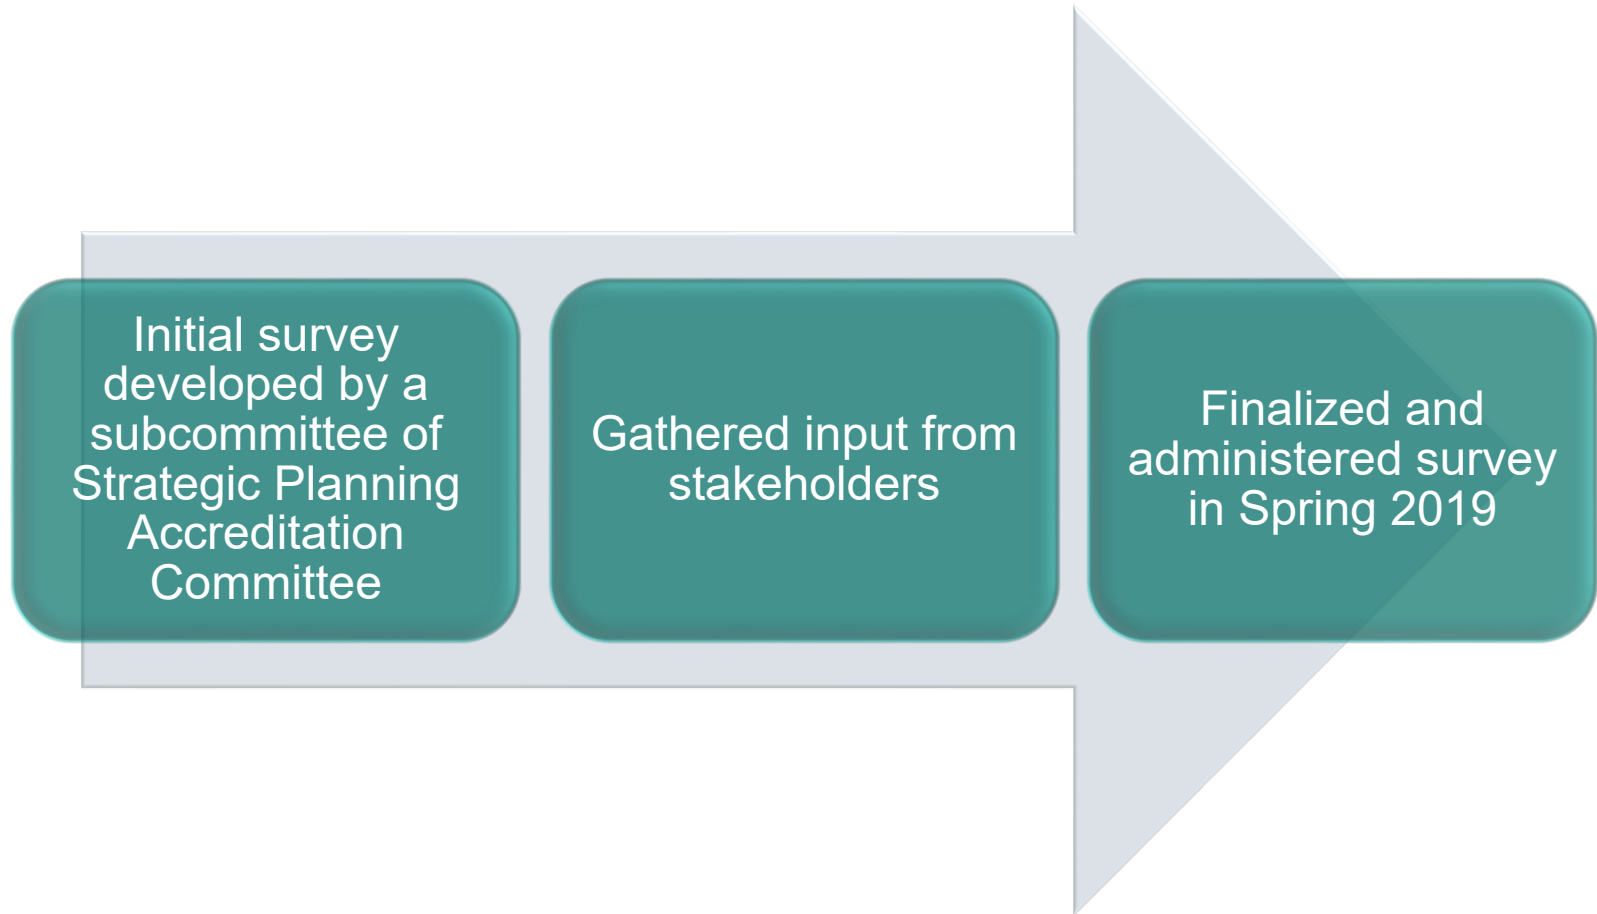 Initial survey
developed by a
subcommittee of
Strategic Planning
Accreditation
Committee
Gathered input from
stakeholders
Finalized and
administered survey
in Spring 2019